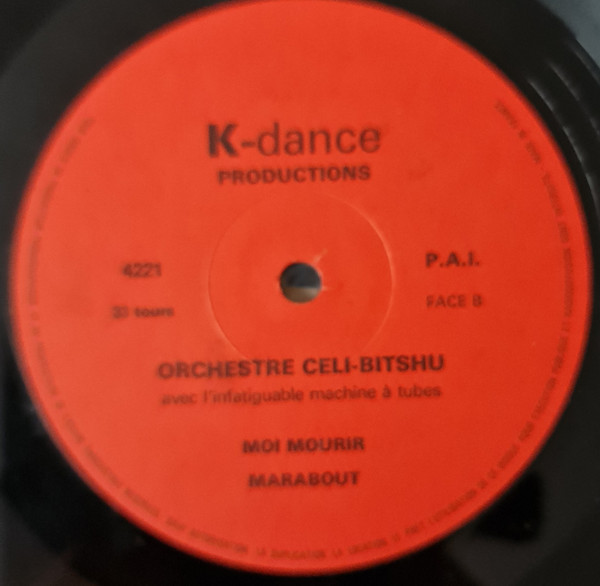 K-dance
PRODUCTIONS
4221
P.A.I.
33 tours
FACE B
ORCHESTRE CELI-BITSHU
avec l'infatiguable machine à tubes
MOI MOURIR
MARABOUT